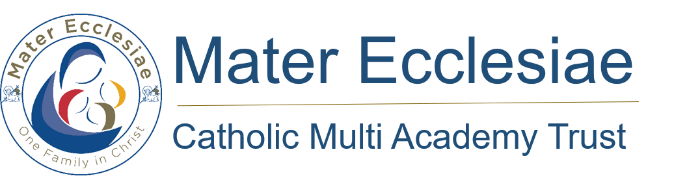 Mater Ecclesiae
One Family in Christ
Mater Ecclesiae
Catholic Multi Academy Trust